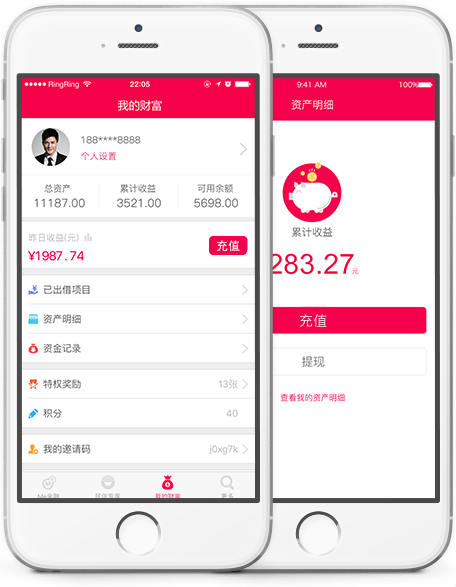 RingRing
22:05
我的财富
188****8888
个人设置
总资产
累计收益
可用余额
11187.00
3521.00
5698.00
昨日收益(元)
¥1987.74
充值
已出借项目
资产明细
资金记录
特权奖励
13张
积分
40
我的邀请码
j0xg7k
我的财富
更多
9:41 AM
100%
资产明细
累计收益
283.27元
充值
提现
查看我的资产明细